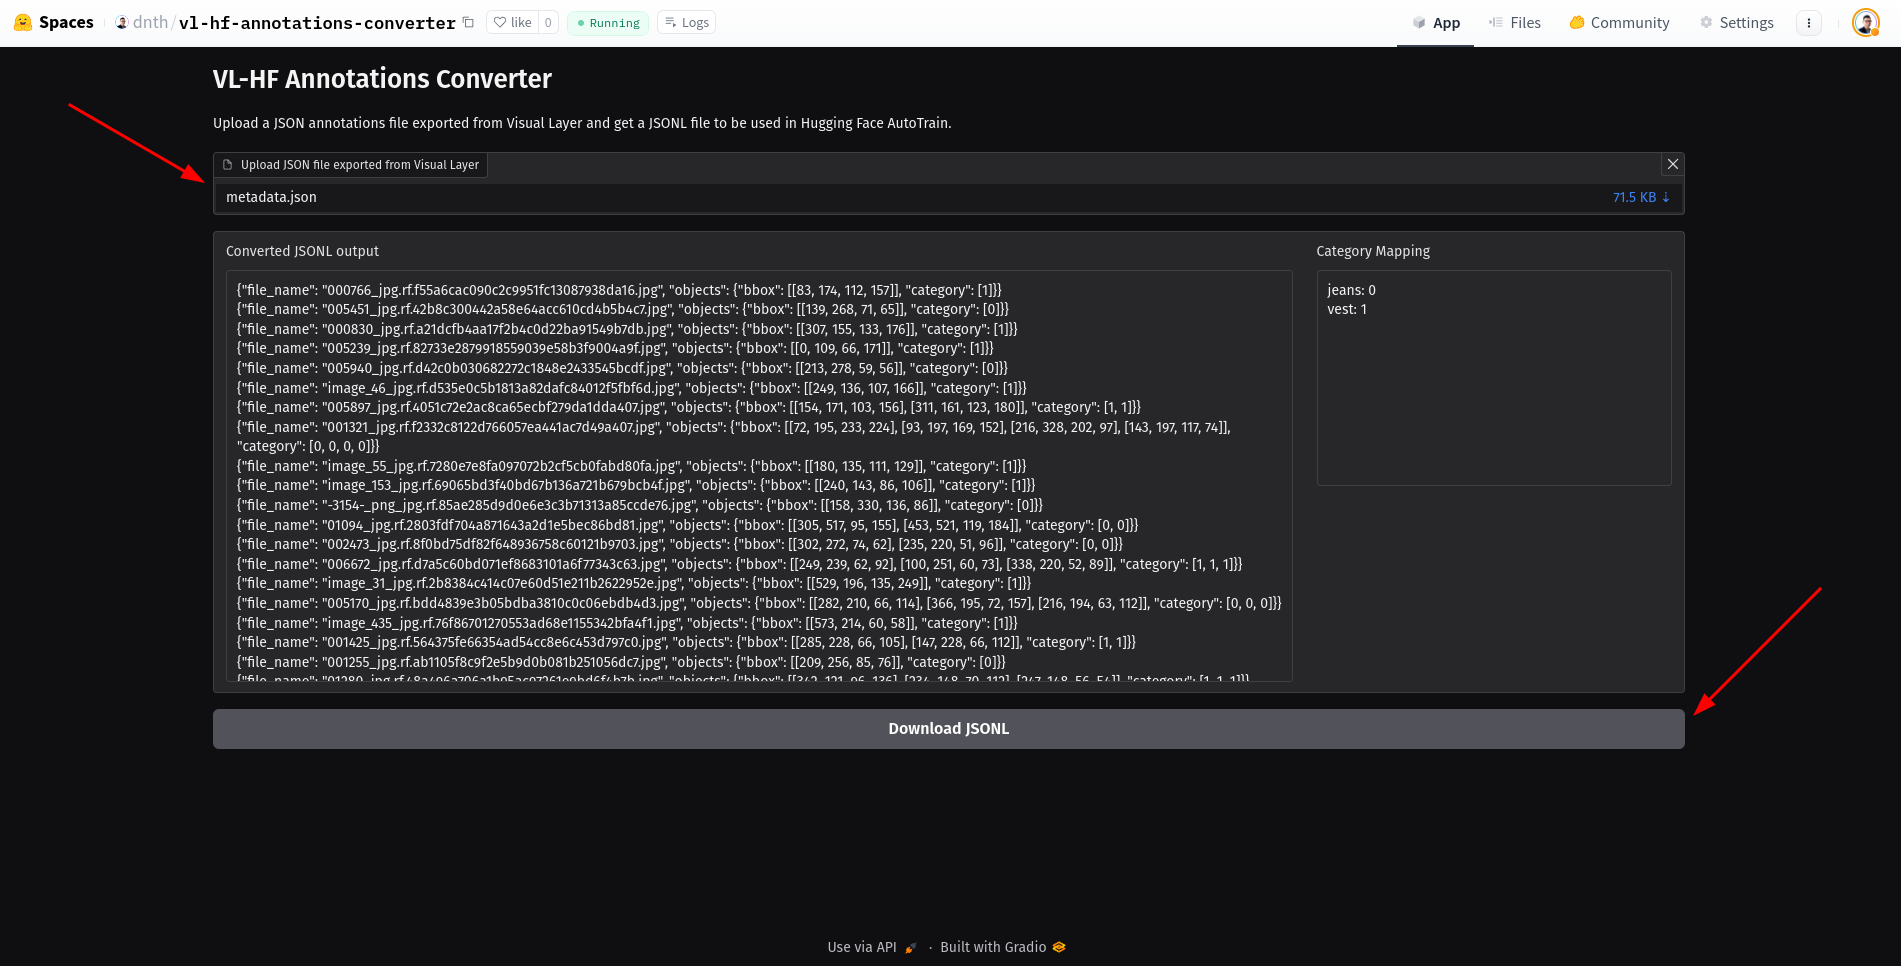 Spaces dnth/vl-hf-annotations-converter like 0 Running Logs App Files Community Settings
VL-HF Annotations Converter
Upload a JSON annotations file exported from Visual Layer and get a JSONL file to be used in Hugging Face AutoTrain.
Upload JSON file exported from Visual Layer
metadata.json 71.5 KB ↓
Converted JSONL output
{"file_name": "000766_jpg.rf.f55a6cac090c2c9951fc13087938da16.jpg", "objects": {"bbox": [[83, 174, 112, 157]], "category": [1]}}
{"file_name": "005451_jpg.rf.42b8c300442a58e64acc610cd4b5b4c7.jpg", "objects": {"bbox": [[139, 268, 71, 65]], "category": [0]}}
{"file_name": "000830_jpg.rf.a21dcfb4aa17f2b4c0d22ba91549b7db.jpg", "objects": {"bbox": [[307, 155, 133, 176]], "category": [1]}}
{"file_name": "005239_jpg.rf.82733e2879918559039e58b3f9004a9f.jpg", "objects": {"bbox": [[0, 109, 66, 171]], "category": [1]}}
{"file_name": "005940_jpg.rf.d42c0b030682272c1848e2433545bcdf.jpg", "objects": {"bbox": [[213, 278, 59, 56]], "category": [0]}}
{"file_name": "image_46_jpg.rf.d535e0c5b1813a82dafc84012f5fbf6d.jpg", "objects": {"bbox": [[249, 136, 107, 166]], "category": [1]}}
{"file_name": "005897_jpg.rf.4051c72e2ac8ca65ecbf279da1dda407.jpg", "objects": {"bbox": [[154, 171, 103, 156], [311, 161, 123, 180]], "category": [1, 1]}}
{"file_name": "001321_jpg.rf.f2332c8122d766057ea441ac7d49a407.jpg", "objects": {"bbox": [[72, 195, 233, 224], [93, 197, 169, 152], [216, 328, 202, 97], [143, 197, 117, 74]],
"category": [0, 0, 0, 0]}}
{"file_name": "image_55_jpg.rf.7280e7e8fa097072b2cf5cb0fabd80fa.jpg", "objects": {"bbox": [[180, 135, 111, 129]], "category": [1]}}
{"file_name": "image_153_jpg.rf.69065bd3f40bd67b136a721b679bcb4f.jpg", "objects": {"bbox": [[240, 143, 86, 106]], "category": [1]}}
{"file_name": "-3154-_png_jpg.rf.85ae285d9d0e6e3c3b71313a85ccde76.jpg", "objects": {"bbox": [[158, 330, 136, 86]], "category": [0]}}
{"file_name": "01094_jpg.rf.2803fdf704a871643a2d1e5bec86bd81.jpg", "objects": {"bbox": [[305, 517, 95, 155], [453, 521, 119, 184]], "category": [0, 0]}}
{"file_name": "002473_jpg.rf.8f0bd75df82f648936758c60121b9703.jpg", "objects": {"bbox": [[302, 272, 74, 62], [235, 220, 51, 96]], "category": [0, 0]}}
{"file_name": "006672_jpg.rf.d7a5c60bd071ef8683101a6f77343c63.jpg", "objects": {"bbox": [[249, 239, 62, 92], [100, 251, 60, 73], [338, 220, 52, 89]], "category": [1, 1, 1]}}
{"file_name": "image_31_jpg.rf.2b8384c414c07e60d51e211b2622952e.jpg", "objects": {"bbox": [[529, 196, 135, 249]], "category": [1]}}
{"file_name": "005170_jpg.rf.bdd4839e3b05bdba3810c0c06ebdb4d3.jpg", "objects": {"bbox": [[282, 210, 66, 114], [366, 195, 72, 157], [216, 194, 63, 112]], "category": [0, 0, 0]}}
{"file_name": "image_435_jpg.rf.76f86701270553ad68e1155342bfa4f1.jpg", "objects": {"bbox": [[573, 214, 60, 58]], "category": [1]}}
{"file_name": "001425_jpg.rf.564375fe66354ad54cc8e6c453d797c0.jpg", "objects": {"bbox": [[285, 228, 66, 105], [147, 228, 66, 112]], "category": [1, 1]}}
{"file_name": "001255_jpg.rf.ab1105f8c9f2e5b9d0b081b251056dc7.jpg", "objects": {"bbox": [[209, 256, 85, 76]], "category": [0]}}
Category Mapping
jeans: 0
vest: 1
Download JSONL
Use via API · Built with Gradio